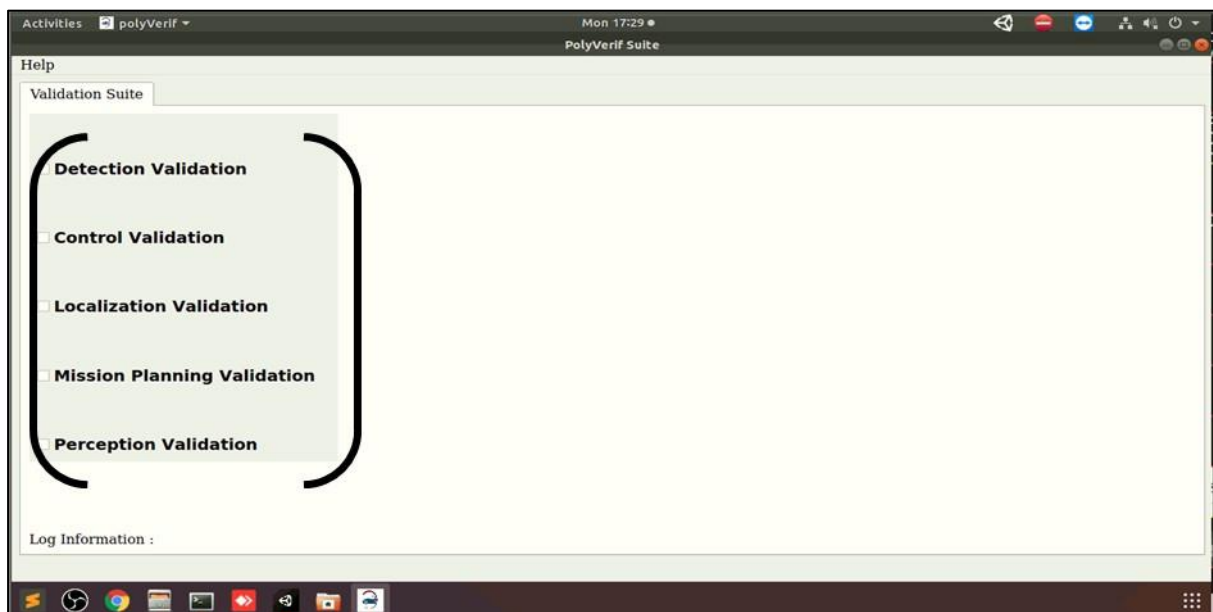 Activities polyVerif Mon 17:29
PolyVerif Suite
Help
Validation Suite
Detection Validation
Control Validation
Localization Validation
Mission Planning Validation
Perception Validation
Log Information :